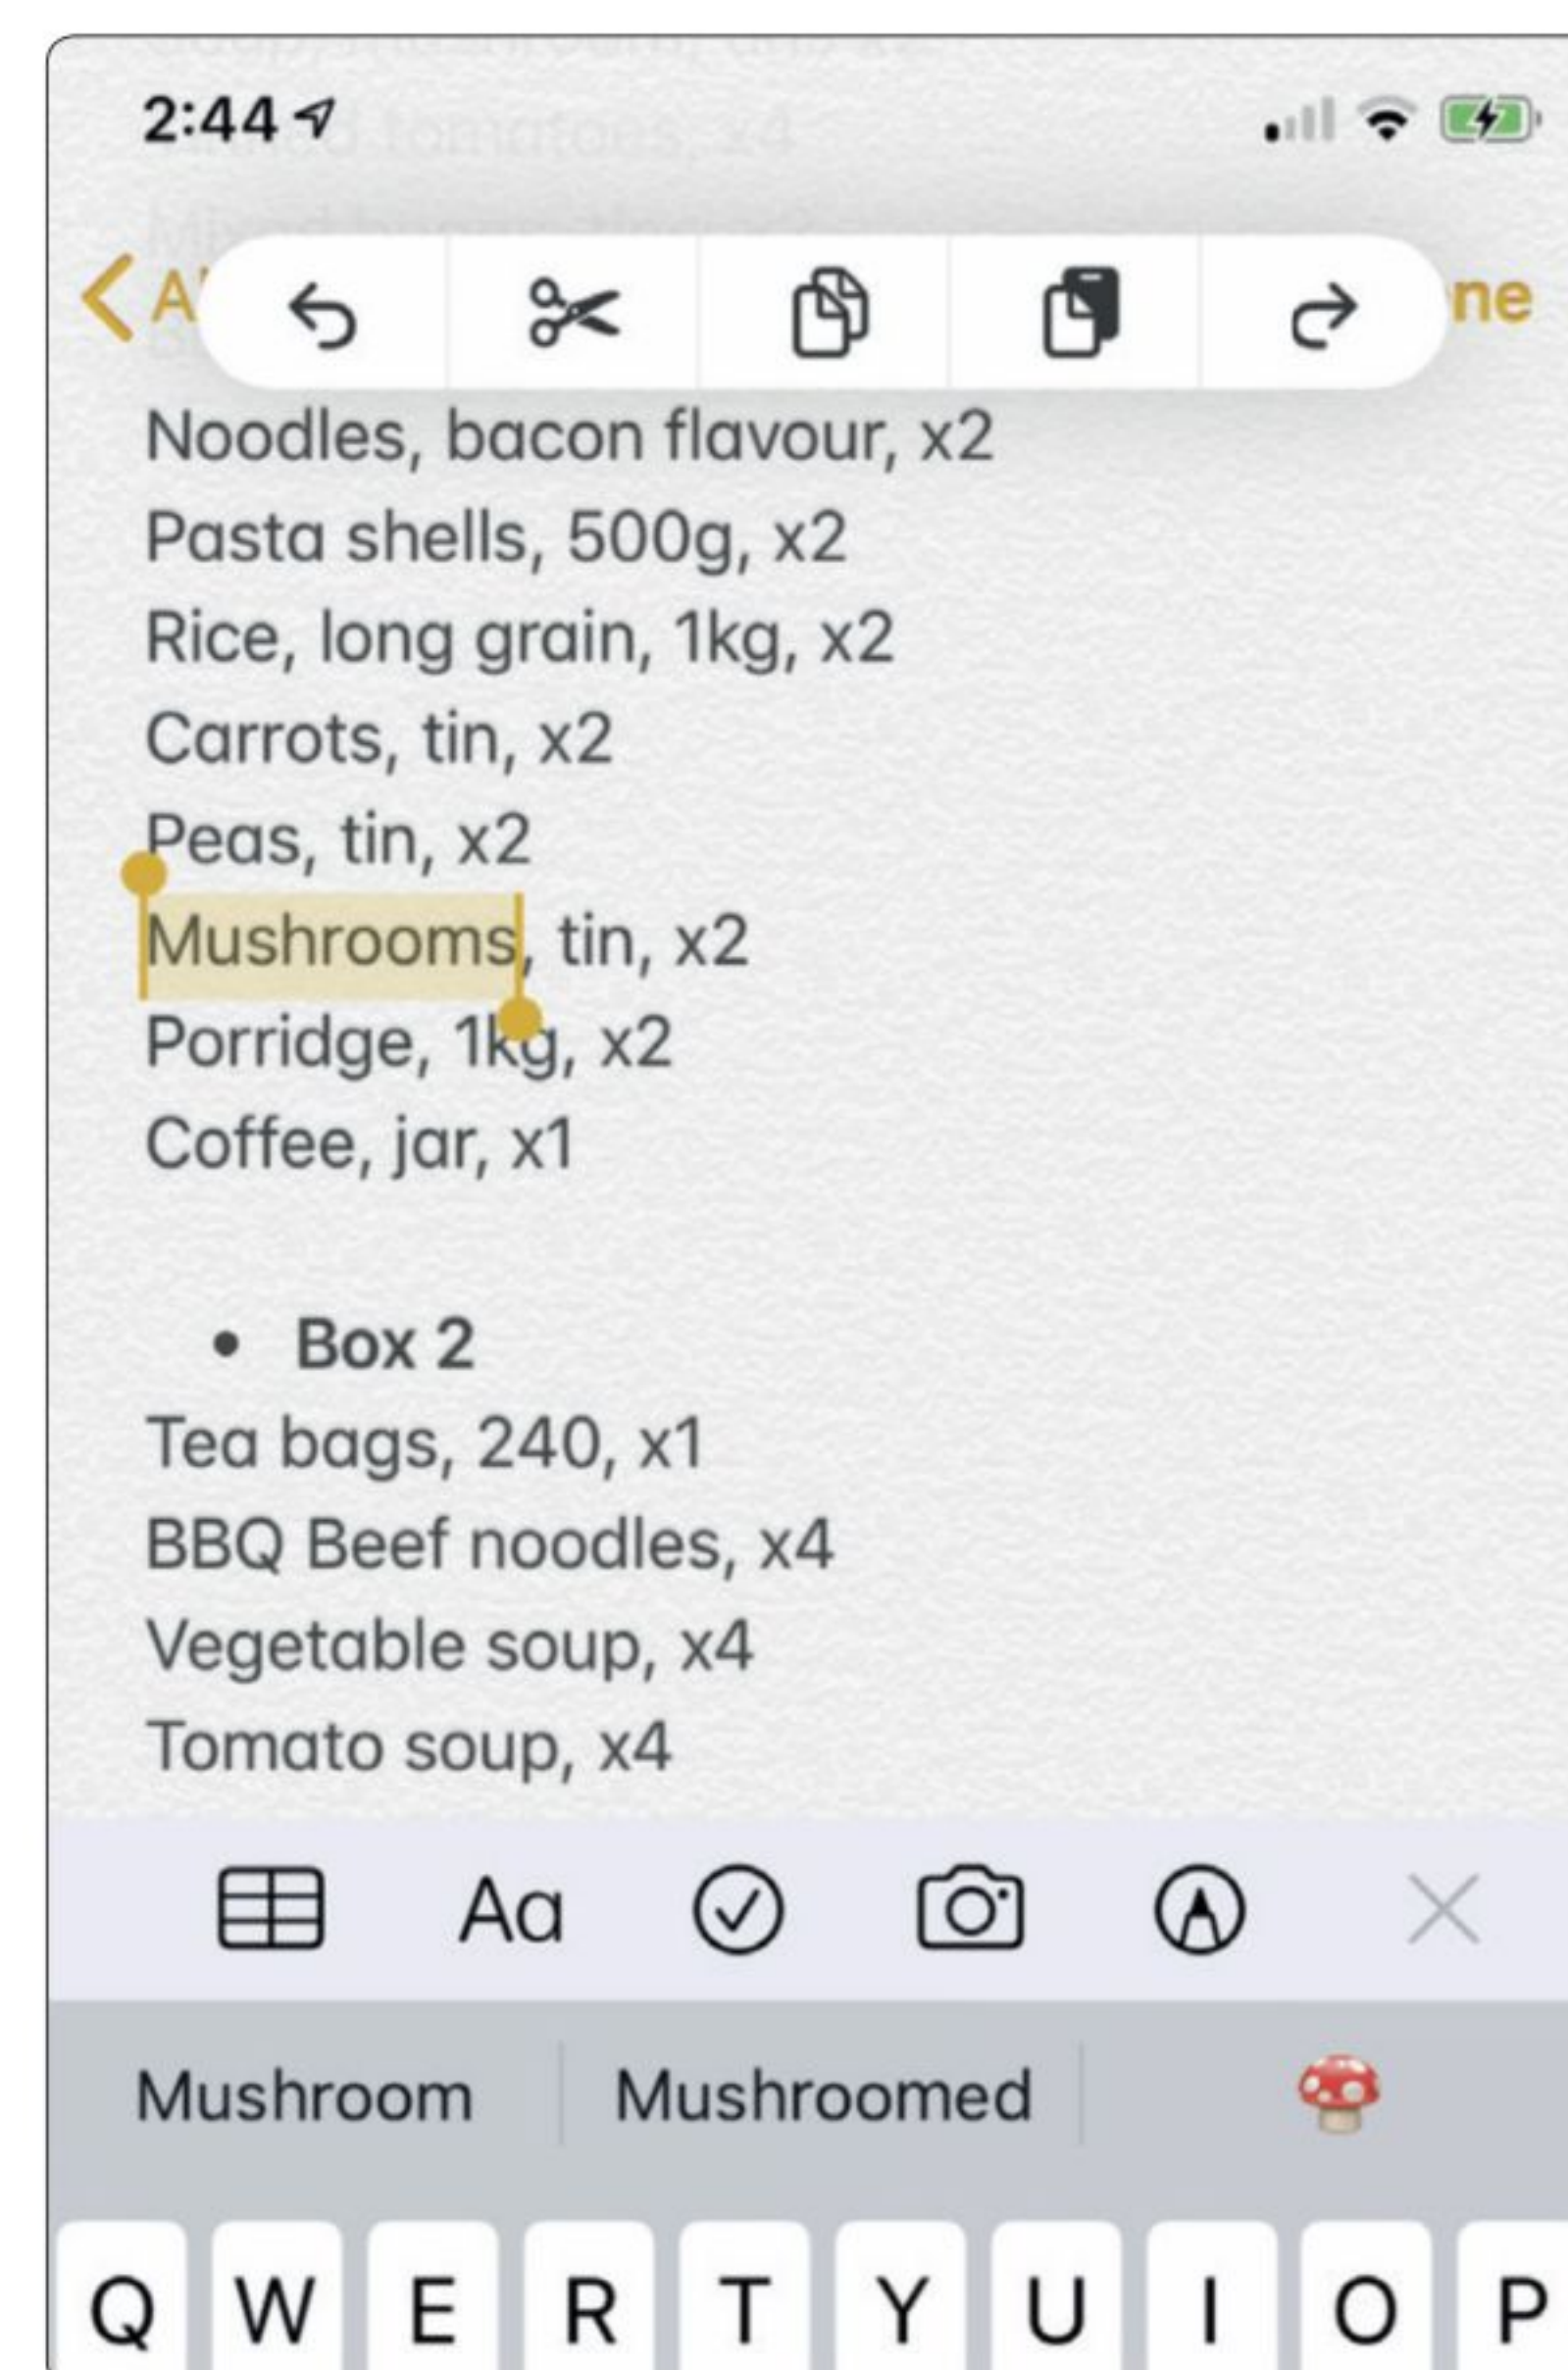 2:44
Noodles, bacon flavour, x2
Pasta shells, 500g, x2
Rice, long grain, 1kg, x2
Carrots, tin, x2
Peas, tin, x2
Mushrooms, tin, x2
Porridge, 1kg, x2
Coffee, jar, x1
• Box 2
Tea bags, 240, x1
BBQ Beef noodles, x4
Vegetable soup, x4
Tomato soup, x4
Aa
Mushroom Mushroomed
Q W E R T Y U I O P